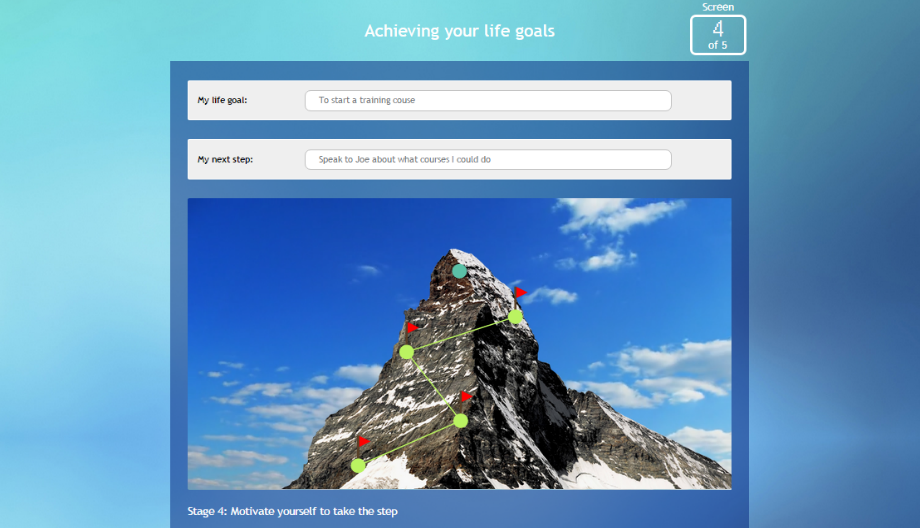 Screen
Achieving your life goals
4
of 5
My life goal:
To start a training couse
My next step:
Speak to Joe about what courses I could do
Stage 4: Motivate yourself to take the step